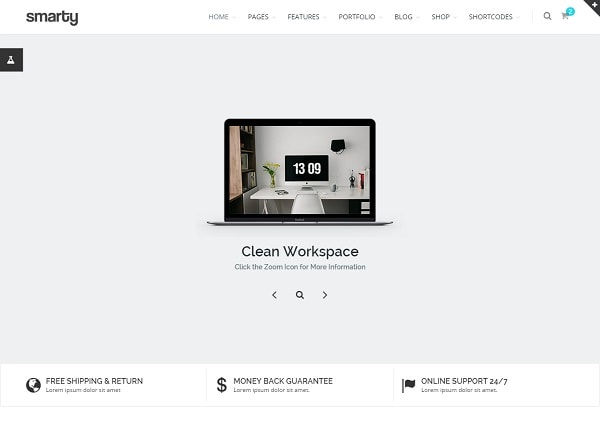 smarty
HOME PAGES FEATURES PORTFOLIO BLOG SHOP SHORTCODES
2
13 09
Clean Workspace
Click the Zoom Icon for More Information
FREE SHIPPING & RETURN
Lorem ipsum dolor sit amet.
MONEY BACK GUARANTEE
Lorem ipsum dolor sit amet.
ONLINE SUPPORT 24/7
Lorem ipsum dolor sit amet.